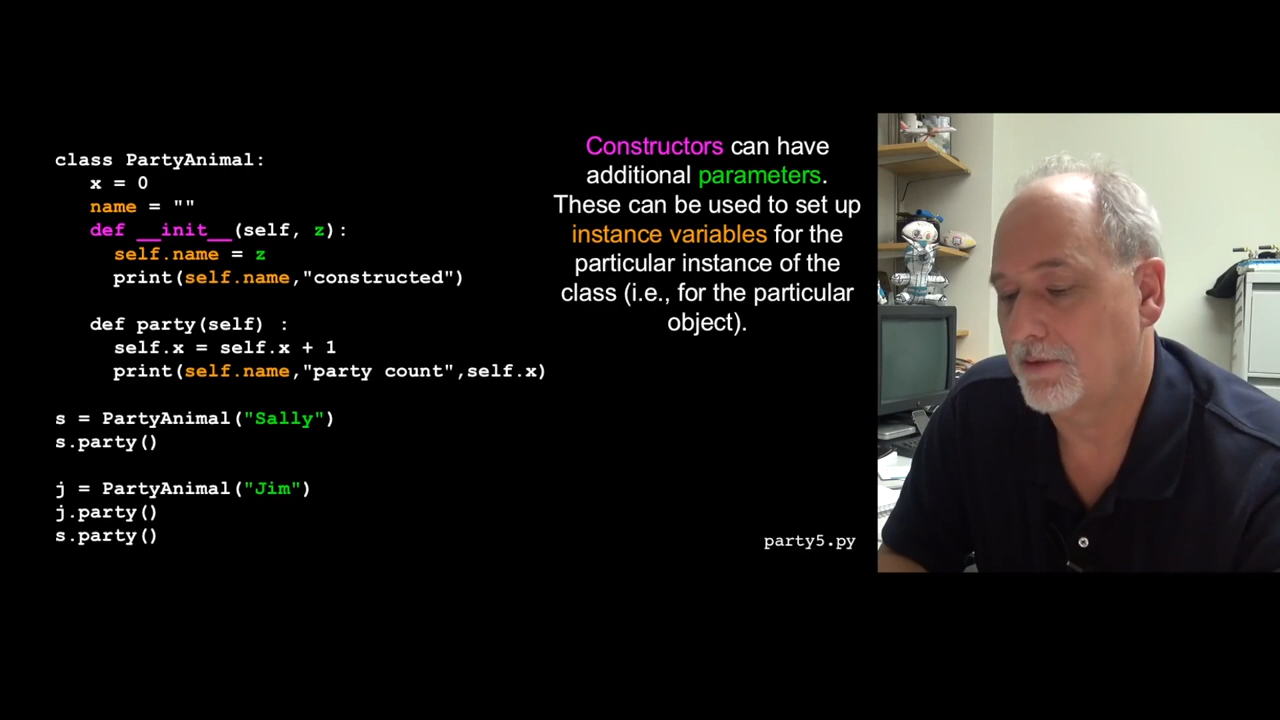 class PartyAnimal:
   x = 0
   name = ""
   def __init__(self, z):
     self.name = z
     print(self.name,"constructed")

   def party(self) :
     self.x = self.x + 1
     print(self.name,"party count",self.x)

s = PartyAnimal("Sally")
s.party()

j = PartyAnimal("Jim")
j.party()
s.party()
Constructors can have
additional parameters.
These can be used to set up
instance variables for the
particular instance of the
class (i.e., for the particular
object).
party5.py